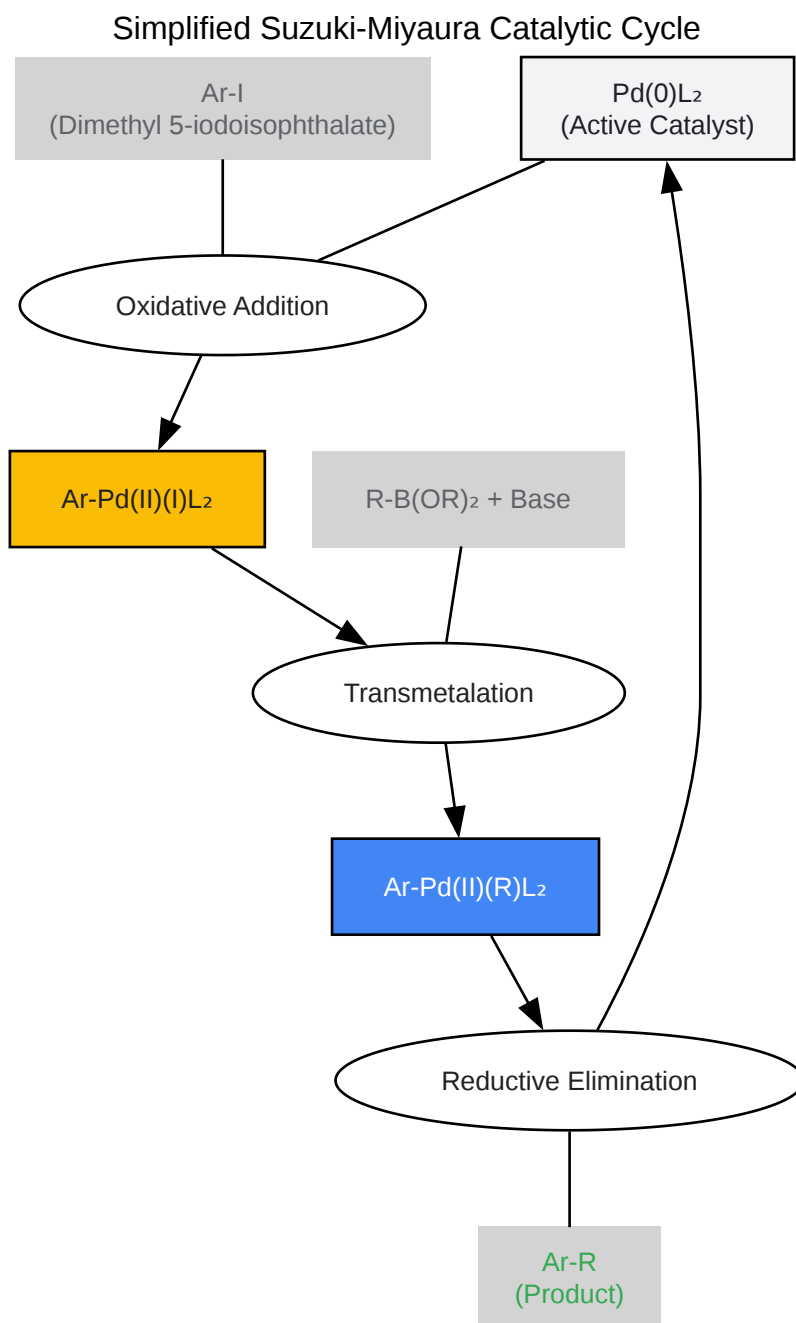 Simplified Suzuki-Miyaura Catalytic Cycle
Ar-I
(Dimethyl 5-iodoisophthalate)
Pd(0)L₂
(Active Catalyst)
Oxidative Addition
Ar-Pd(II)(I)L₂
R-B(OR)₂ + Base
Transmetalation
Ar-Pd(II)(R)L₂
Reductive Elimination
Ar-R
(Product)